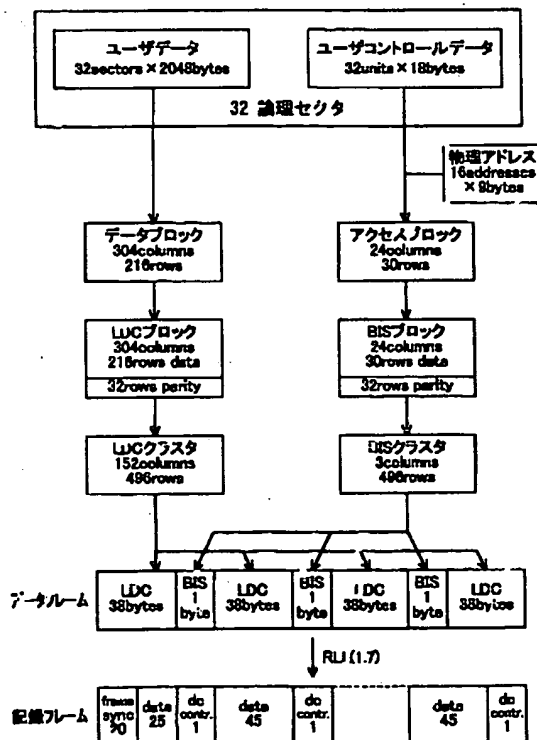 ユーザデータ
32sectors×2048bytes
ユーザコントロールデータ
32units×18bytes
32 論理セクタ
物理アドレス
16addresses
×9bytes
データブロック
304columns
216rows
アクセスブロック
24columns
30rows
LDCブロック
304columns
216rows data
32rows parity
BISブロック
24columns
30rows data
32rows parity
LDCクラスタ
152columns
496rows
BISクラスタ
3columns
496rows
データルーム
LDC
38bytes
BIS
1
byte
LDC
38bytes
BIS
1
byte
LDC
38bytes
BIS
1
byte
LDC
38bytes
RLL(1.7)
記録フレーム
frame
sync
20
data
25
dc
contr.
1
data
45
dc
contr.
1
data
45
dc
contr.
1